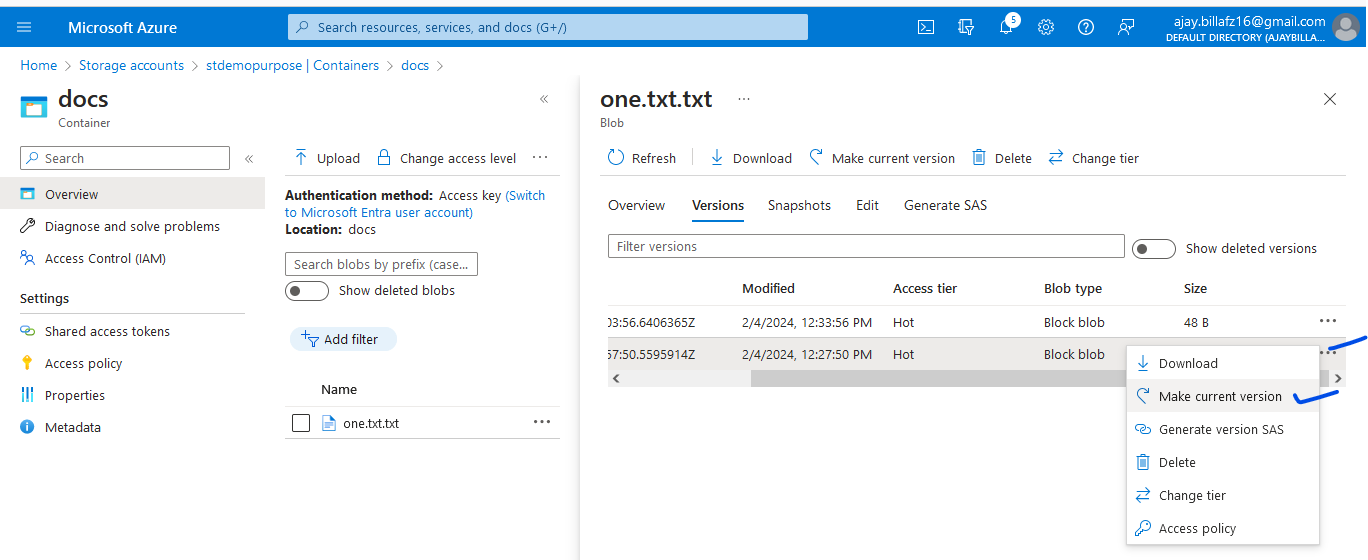 Microsoft Azure
Search resources, services, and docs (G+/)
5
ajay.billafz16@gmail.com
DEFAULT DIRECTORY (AJAYBILLA...
Home > Storage accounts > stdemopurpose | Containers > docs >
docs
Container
Search
Overview
Diagnose and solve problems
Access Control (IAM)
Settings
Shared access tokens
Access policy
Properties
Metadata
Upload
Change access level
Authentication method: Access key (Switch
to Microsoft Entra user account)
Location: docs
Search blobs by prefix (case...
Show deleted blobs
Add filter
Name
one.txt.txt
one.txt.txt
Blob
Refresh
Download
Make current version
Delete
Change tier
Overview
Versions
Snapshots
Edit
Generate SAS
Filter versions
Show deleted versions
Modified Access tier Blob type Size
03:56.6406365Z 2/4/2024, 12:33:56 PM Hot Block blob 48 B
57:50.5595914Z 2/4/2024, 12:27:50 PM Hot Block blob
Download
Make current version
Generate version SAS
Delete
Change tier
Access policy